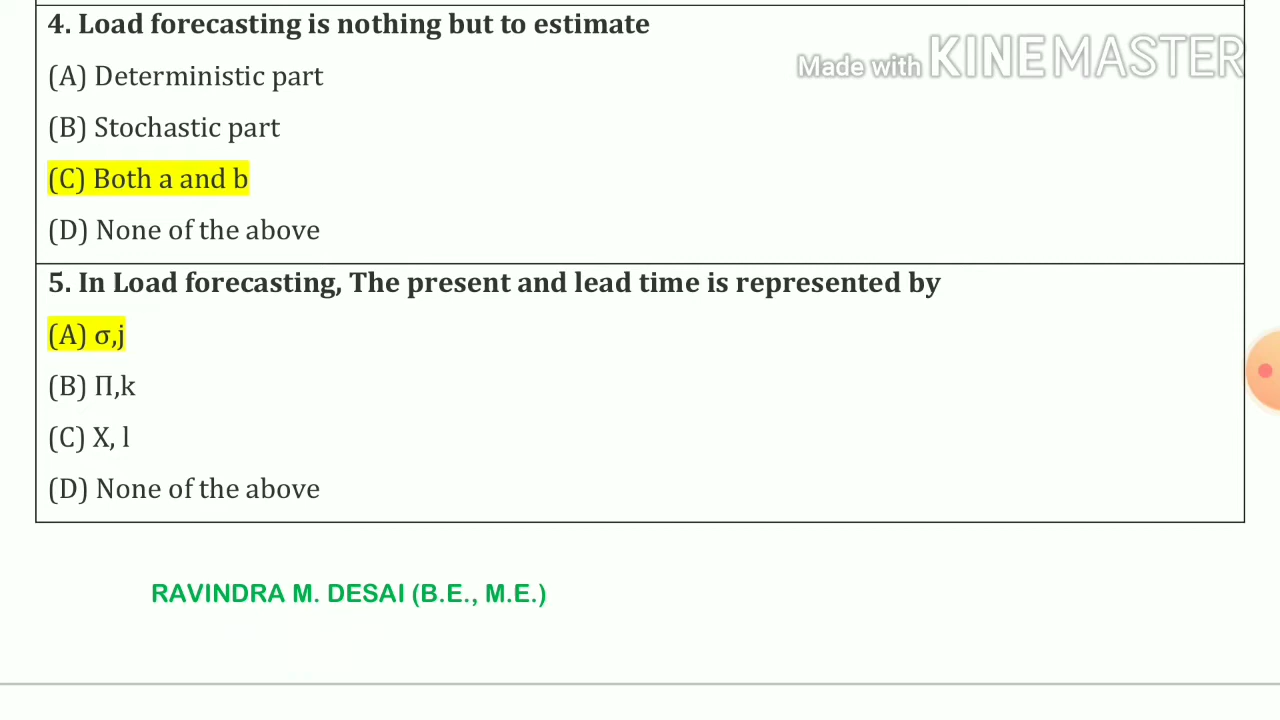 4. Load forecasting is nothing but to estimate
Made with KINEMASTER
(A) Deterministic part
(B) Stochastic part
(C) Both a and b
(D) None of the above
5. In Load forecasting, The present and lead time is represented by
(A) σ,j
(B) Π,k
(C) X, l
(D) None of the above
RAVINDRA M. DESAI (B.E., M.E.)